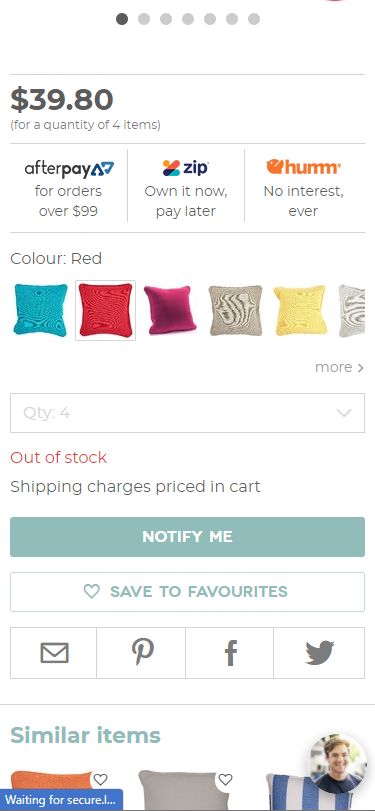 $39.80
(for a quantity of 4 items)
afterpay
for orders
over $99
zip
Own it now,
pay later
humm
No interest,
ever
Colour: Red
more >
Qty: 4
Out of stock
Shipping charges priced in cart
NOTIFY ME
SAVE TO FAVOURITES
Similar items
Waiting for secure.l...